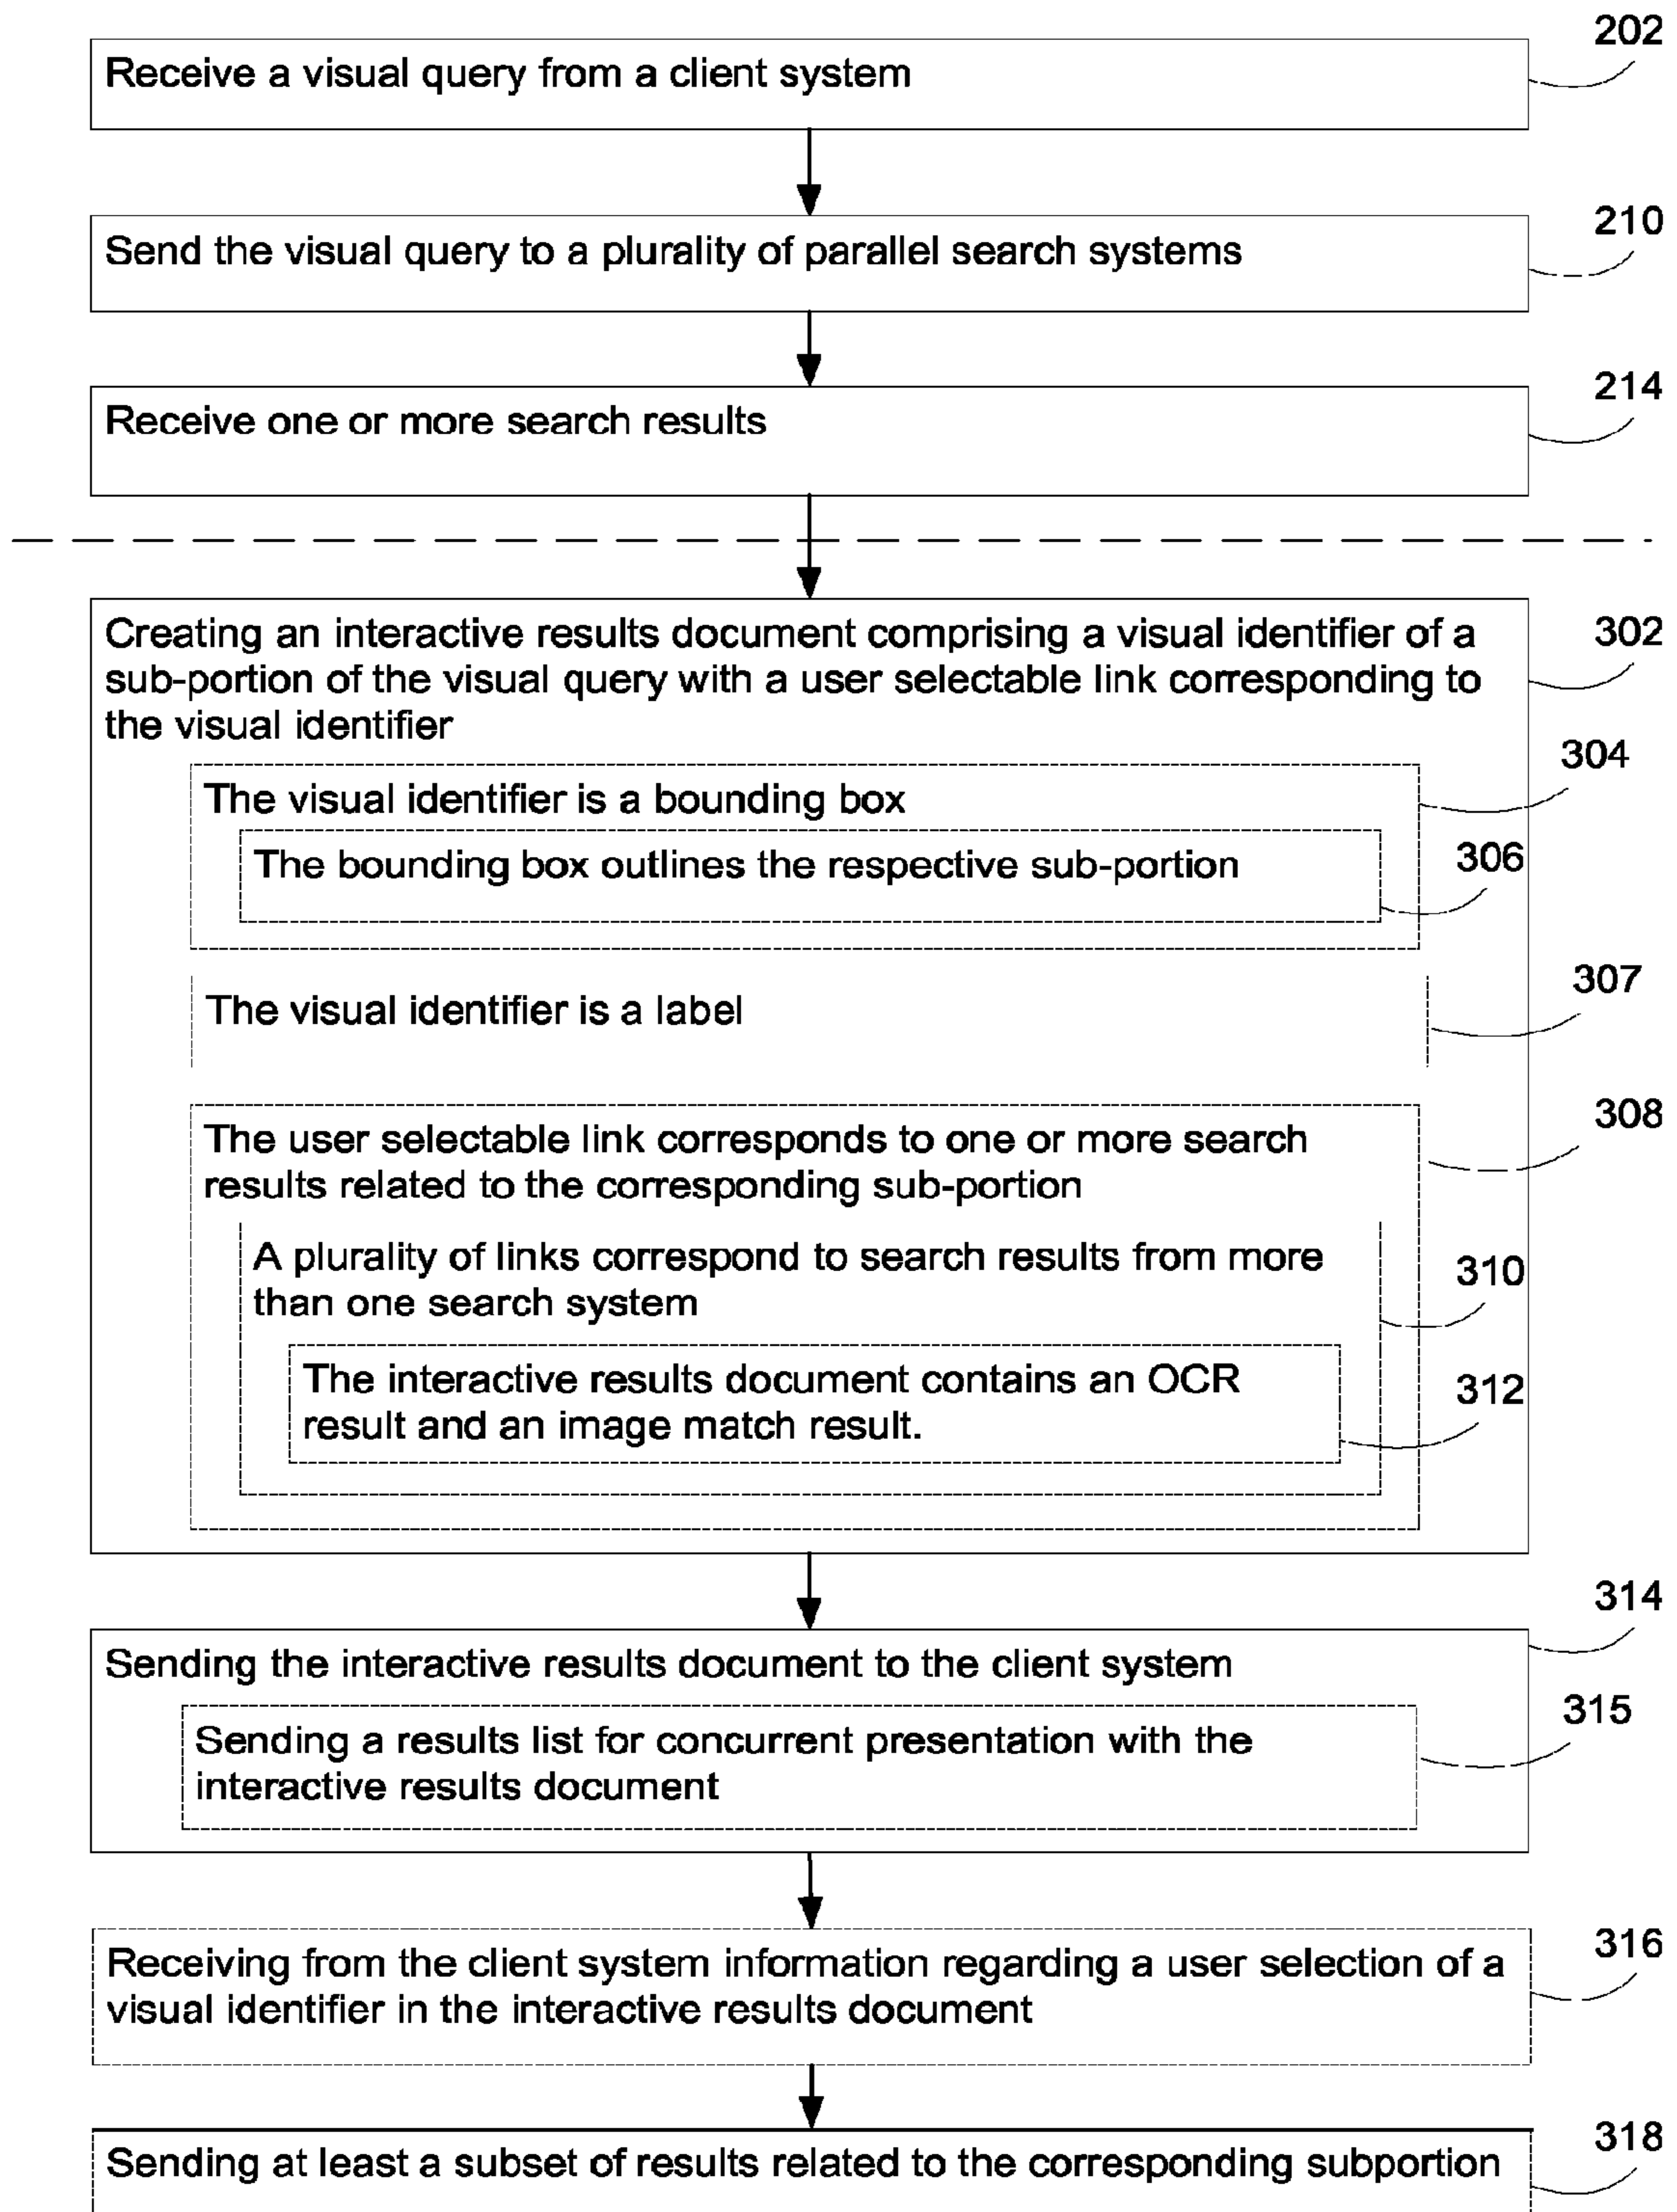 202
Receive a visual query from a client system
210
Send the visual query to a plurality of parallel search systems
214
Receive one or more search results
302
Creating an interactive results document comprising a visual identifier of a
sub-portion of the visual query with a user selectable link corresponding to
the visual identifier
304
The visual identifier is a bounding box
306
The bounding box outlines the respective sub-portion
307
The visual identifier is a label
308
The user selectable link corresponds to one or more search
results related to the corresponding sub-portion
310
A plurality of links correspond to search results from more
than one search system
312
The interactive results document contains an OCR
result and an image match result.
314
Sending the interactive results document to the client system
315
Sending a results list for concurrent presentation with the
interactive results document
316
Receiving from the client system information regarding a user selection of a
visual identifier in the interactive results document
318
Sending at least a subset of results related to the corresponding subportion